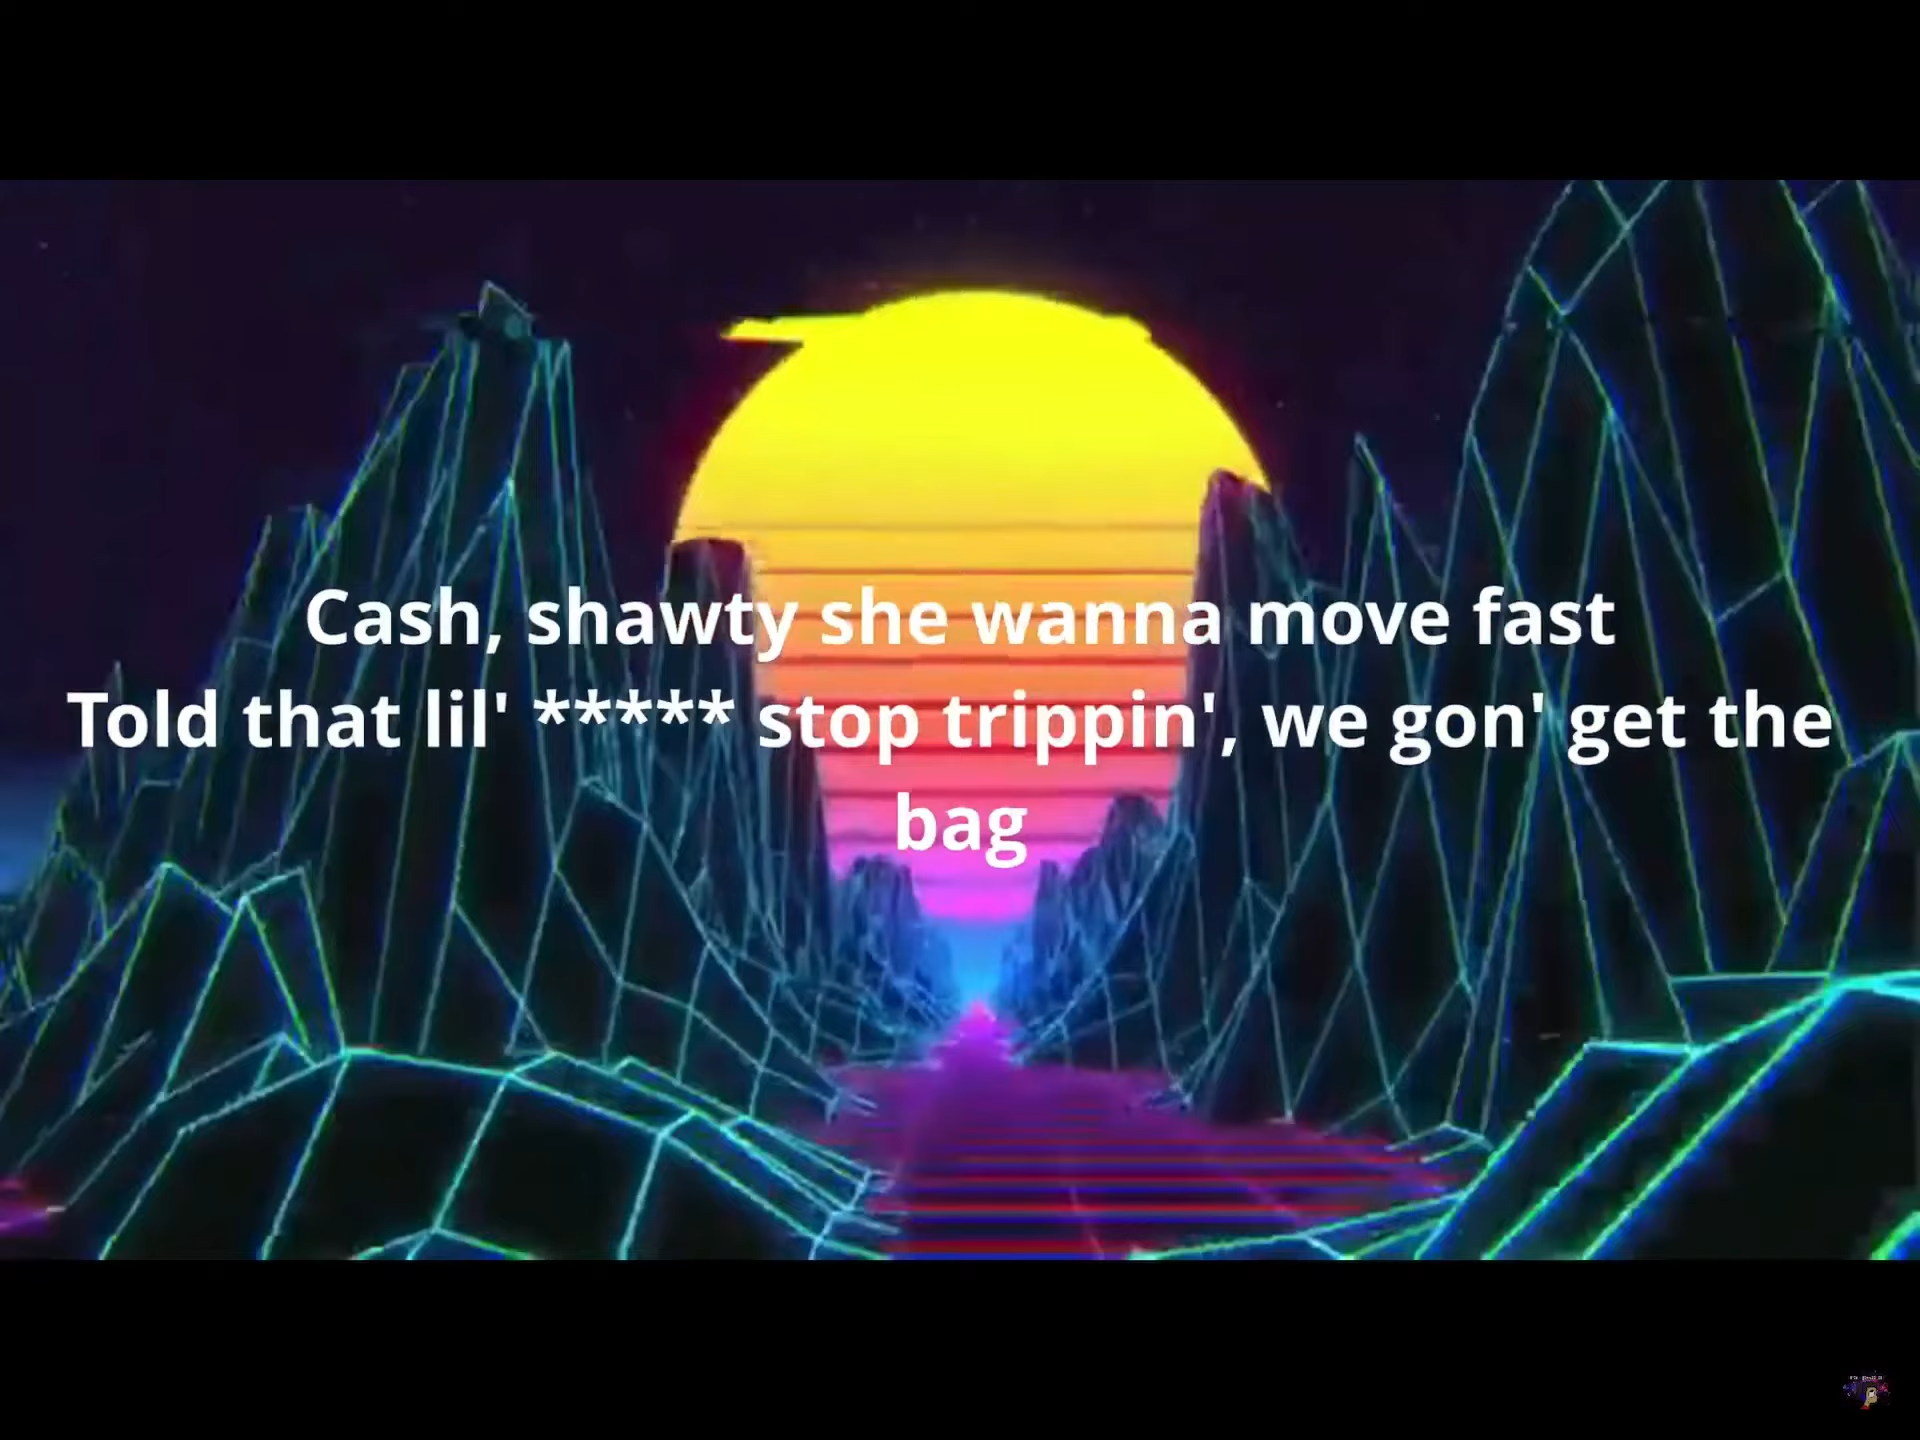 Cash, shawty she wanna move fast
Told that lil' ***** stop trippin', we gon' get the
bag